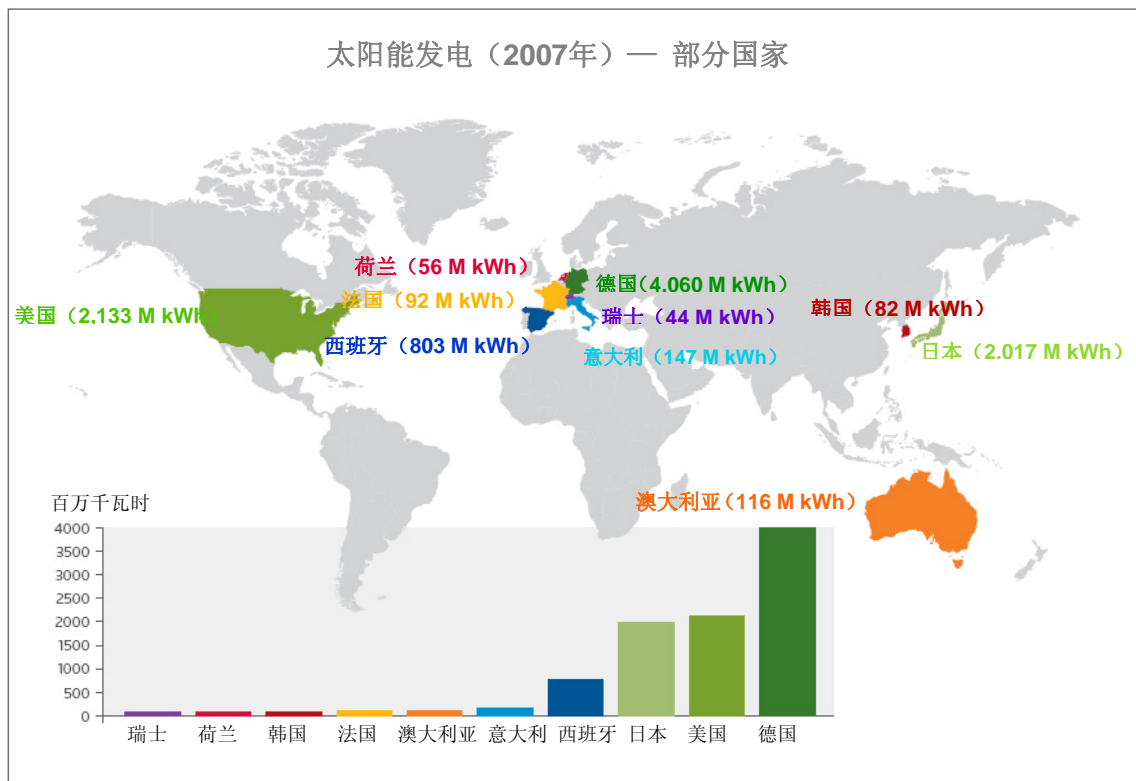 太阳能发电（2007年）— 部分国家
荷兰（56 M kWh）
德国(4.060 M kWh）
法国（92 M kWh）
美国（2,133 M kWh）
瑞士（44 M kWh）
韩国（82 M kWh）
西班牙（803 M kWh）
意大利（147 M kWh）
日本（2.017 M kWh）
澳大利亚（116 M kWh）
百万千瓦时
4000
3500
3000
2500
2000
1500
1000
500
0
瑞士 荷兰 韩国 法国 澳大利亚 意大利 西班牙 日本 美国 德国